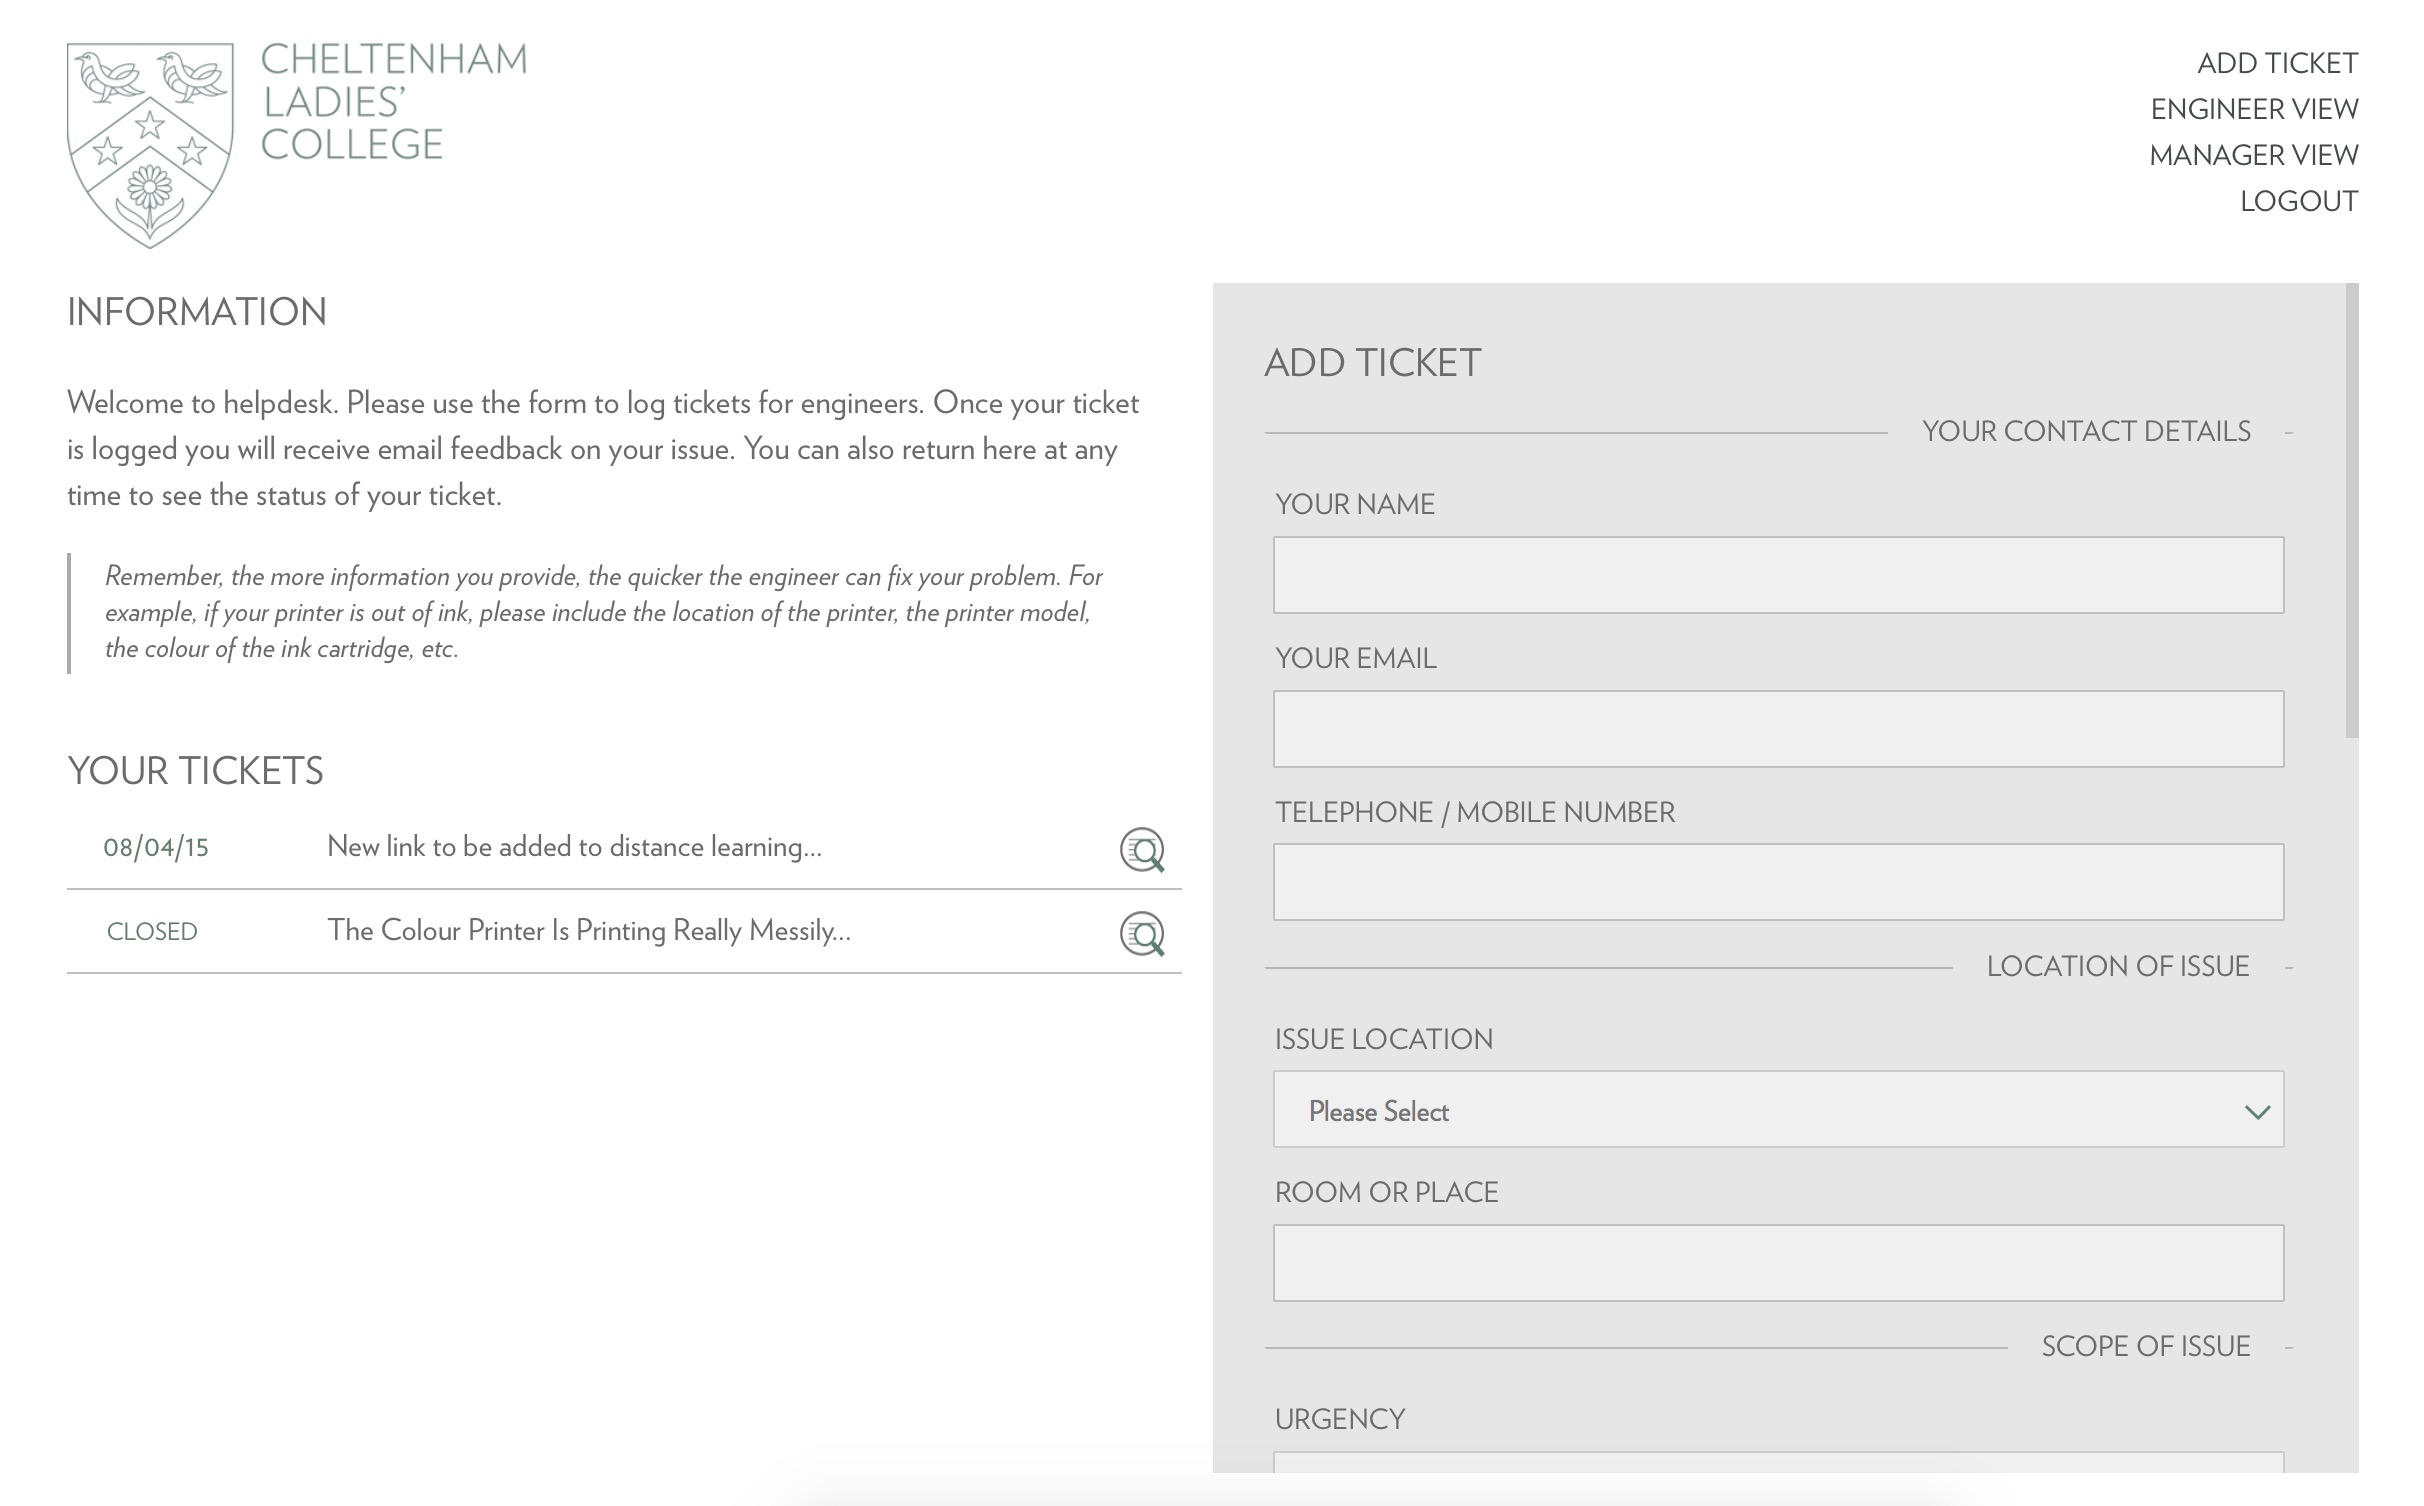 CHELTENHAM
LADIES'
COLLEGE
ADD TICKET
ENGINEER VIEW
MANAGER VIEW
LOGOUT
INFORMATION
Welcome to helpdesk. Please use the form to log tickets for engineers. Once your ticket
is logged you will receive email feedback on your issue. You can also return here at any
time to see the status of your ticket.
Remember, the more information you provide, the quicker the engineer can fix your problem. For
example, if your printer is out of ink, please include the location of the printer, the printer model,
the colour of the ink cartridge, etc.
YOUR TICKETS
08/04/15 New link to be added to distance learning...
CLOSED The Colour Printer Is Printing Really Messily...
ADD TICKET
YOUR CONTACT DETAILS
YOUR NAME
YOUR EMAIL
TELEPHONE / MOBILE NUMBER
LOCATION OF ISSUE
ISSUE LOCATION
Please Select
ROOM OR PLACE
SCOPE OF ISSUE
URGENCY